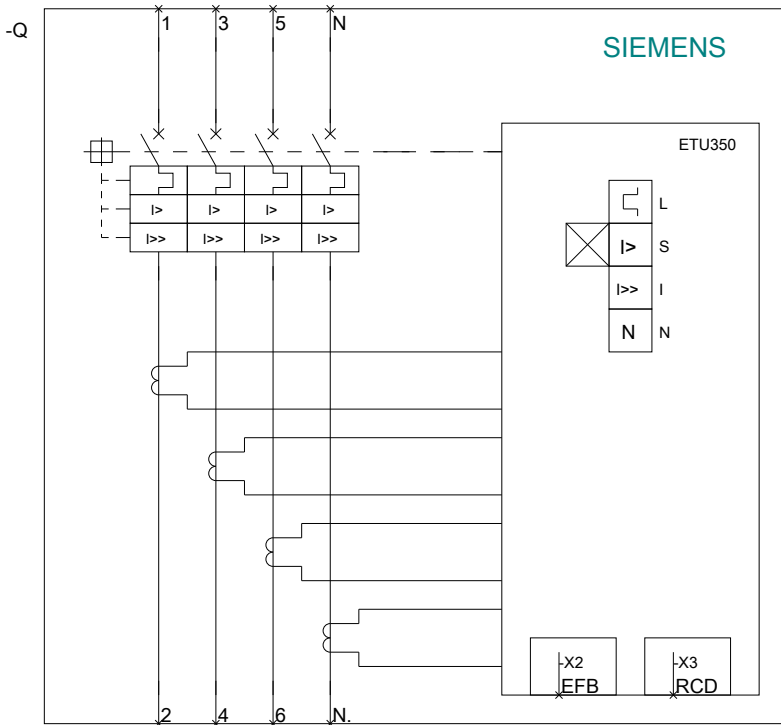 -Q
1 3 5 N
SIEMENS
ETU350
L
I> I> I> I>
I> S
I>> I>> I>> I>>
I>> I
N N
-X2
EFB
-X3
RCD
2 4 6 N.